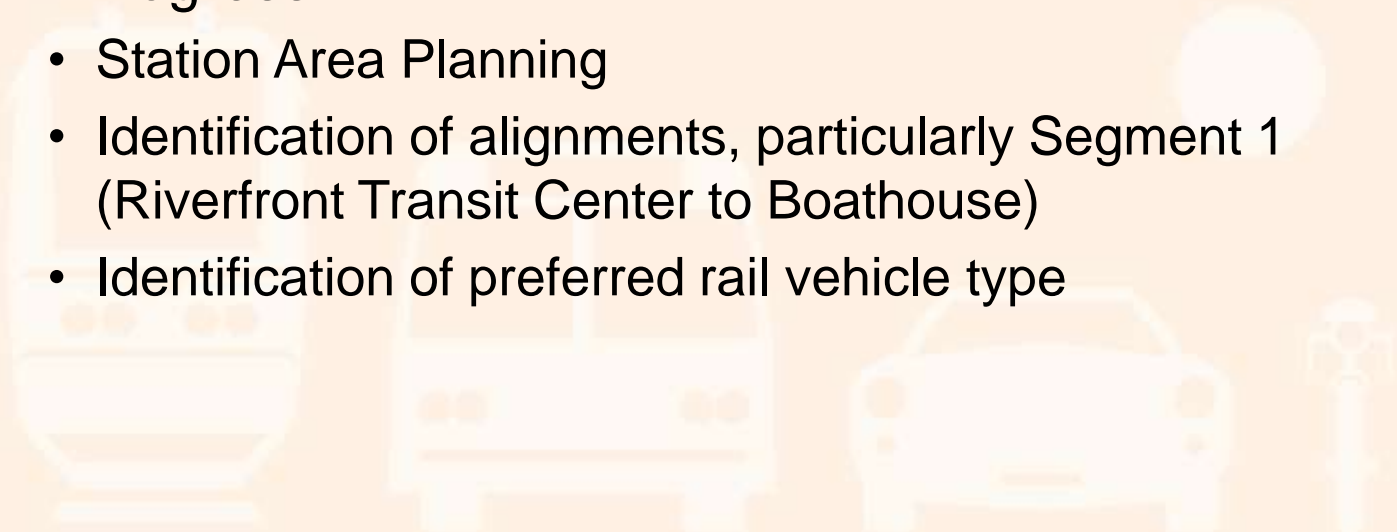 • Station Area Planning
• Identification of alignments, particularly Segment 1
(Riverfront Transit Center to Boathouse)
• Identification of preferred rail vehicle type